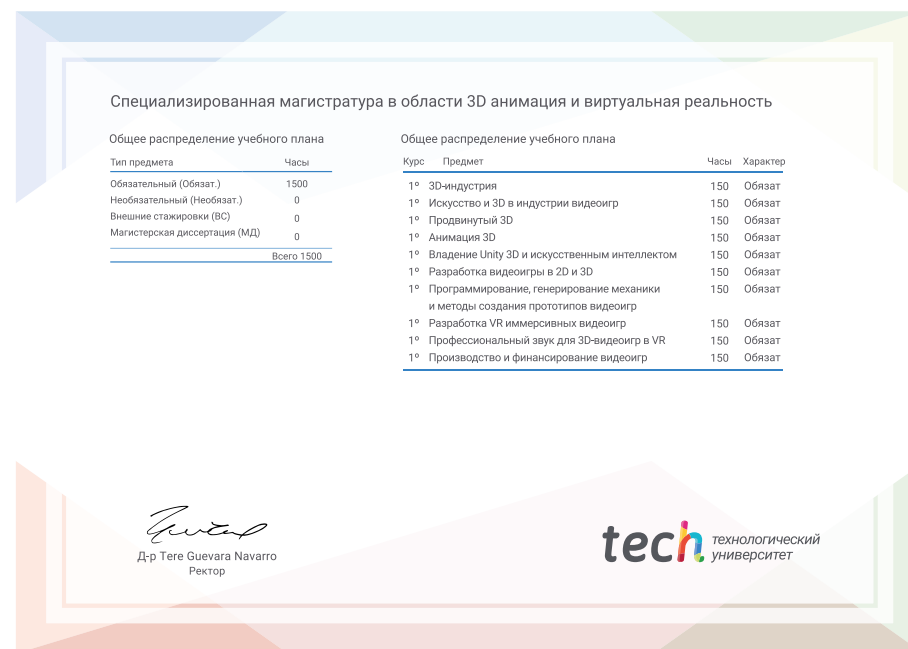 Специализированная магистратура в области 3D анимация и виртуальная реальность
Общее распределение учебного плана
Тип предмета Часы
Обязательный (Обязат.) 1500
Необязательный (Необязат.) 0
Внешние стажировки (ВС) 0
Магистерская диссертация (МД) 0
Всего 1500
Общее распределение учебного плана
Курс Предмет Часы Характер
1º 3D-индустрия 150 Обязат
1º Искусство и 3D в индустрии видеоигр 150 Обязат
1º Продвинутый 3D 150 Обязат
1º Анимация 3D 150 Обязат
1º Владение Unity 3D и искусственным интеллектом 150 Обязат
1º Разработка видеоигры в 2D и 3D 150 Обязат
1º Программирование, генерирование механики 150 Обязат
и методы создания прототипов видеоигр
1º Разработка VR иммерсивных видеоигр 150 Обязат
1º Профессиональный звук для 3D-видеоигр в VR 150 Обязат
1º Производство и финансирование видеоигр 150 Обязат
Д-р Tere Guevara Navarro
Ректор
tech технологический
университет